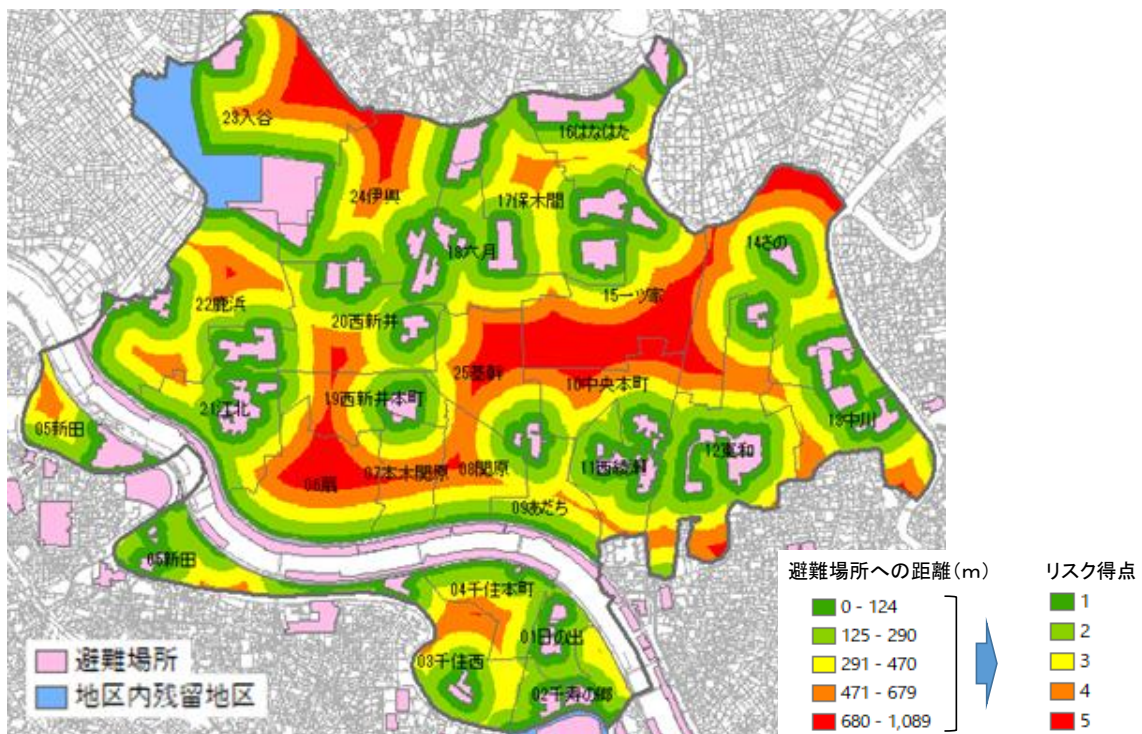 23入谷
16はなはた
24伊興
17保木間
18六月
14さの
15一ツ家
22鹿浜
20西新井
25基幹
10中央本町
19西新井本町
21江北
13中川
05新田
12東和
11西綾瀬
08関原
07本木関原
06扇
09あだち
05新田
04千住本町
01日の出
03千住西
02千寿の郷
避難場所
地区内残留地区
避難場所への距離(m)
リスク得点
0 - 124
1
125 - 290
2
291 - 470
3
471 - 679
4
680 - 1,089
5